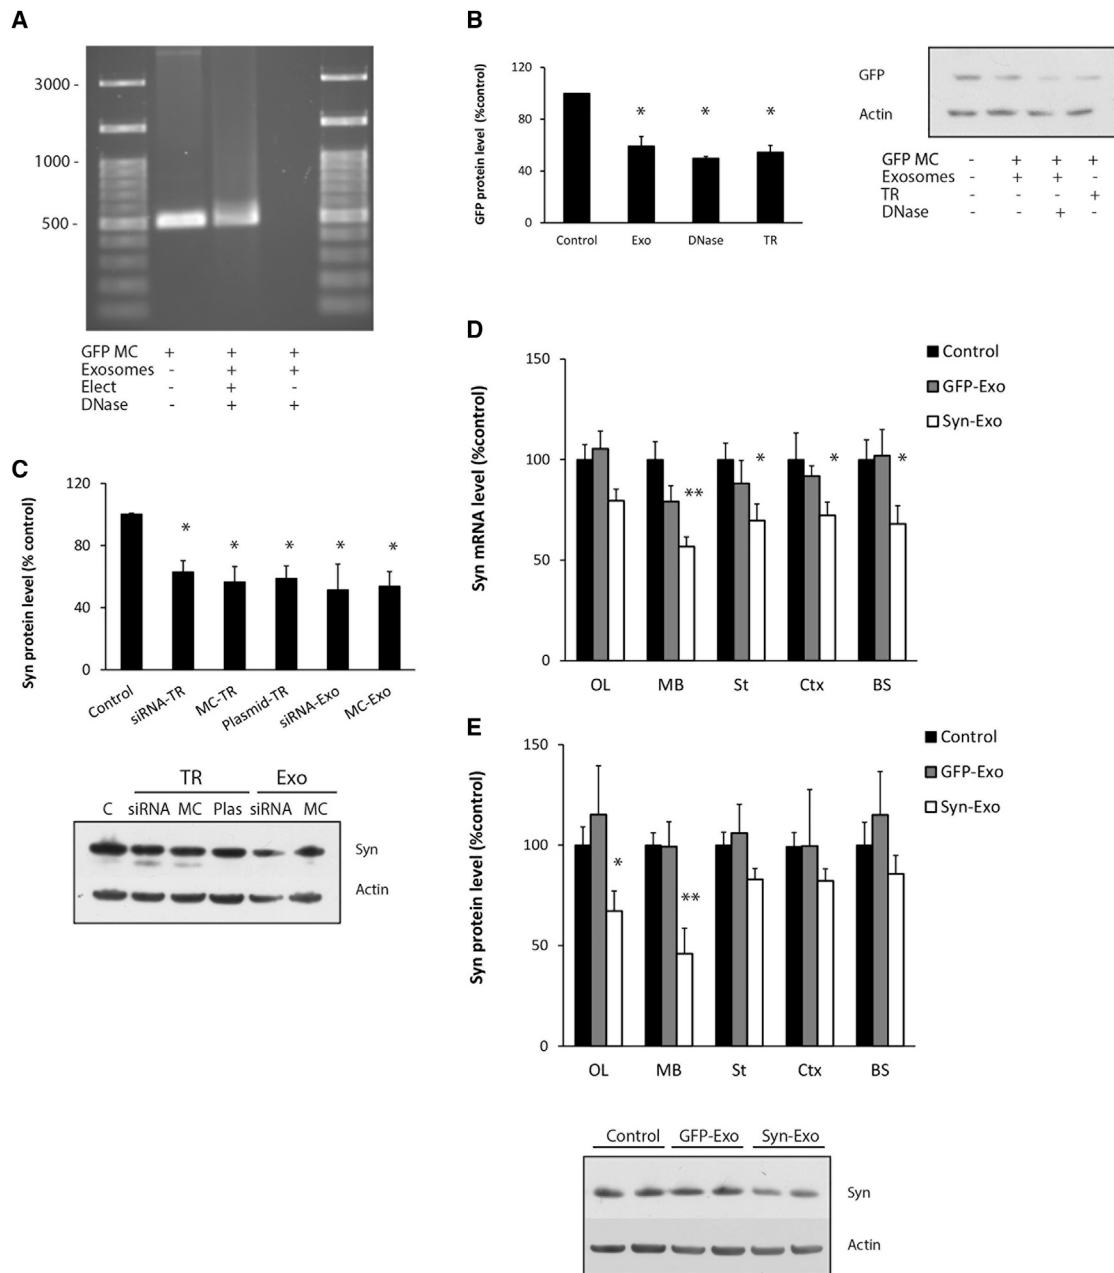 A
3000 -
1000 -
500 -
GFP MC + + +
Exosomes - + +
Elect - + -
DNase - + +
B
GFP protein level (%control)
120
80
40
0
* * *
Control Exo DNase TR
GFP
Actin
GFP MC - + + +
Exosomes - + + -
TR - - - +
DNase - - + -
C
Syn protein level (% control)
120
80
40
0
* * * * *
Control siRNA-TR MC-TR Plasmid-TR siRNA-Exo MC-Exo
TR Exo
C siRNA MC Plas siRNA MC
Syn
Actin
D
Syn mRNA level (%control)
150
100
50
0
** * * *
OL MB St Ctx BS
Control
GFP-Exo
Syn-Exo
E
Syn protein level (%control)
150
100
50
0
* **
OL MB St Ctx BS
Control
GFP-Exo
Syn-Exo
Control GFP-Exo Syn-Exo
Syn
Actin